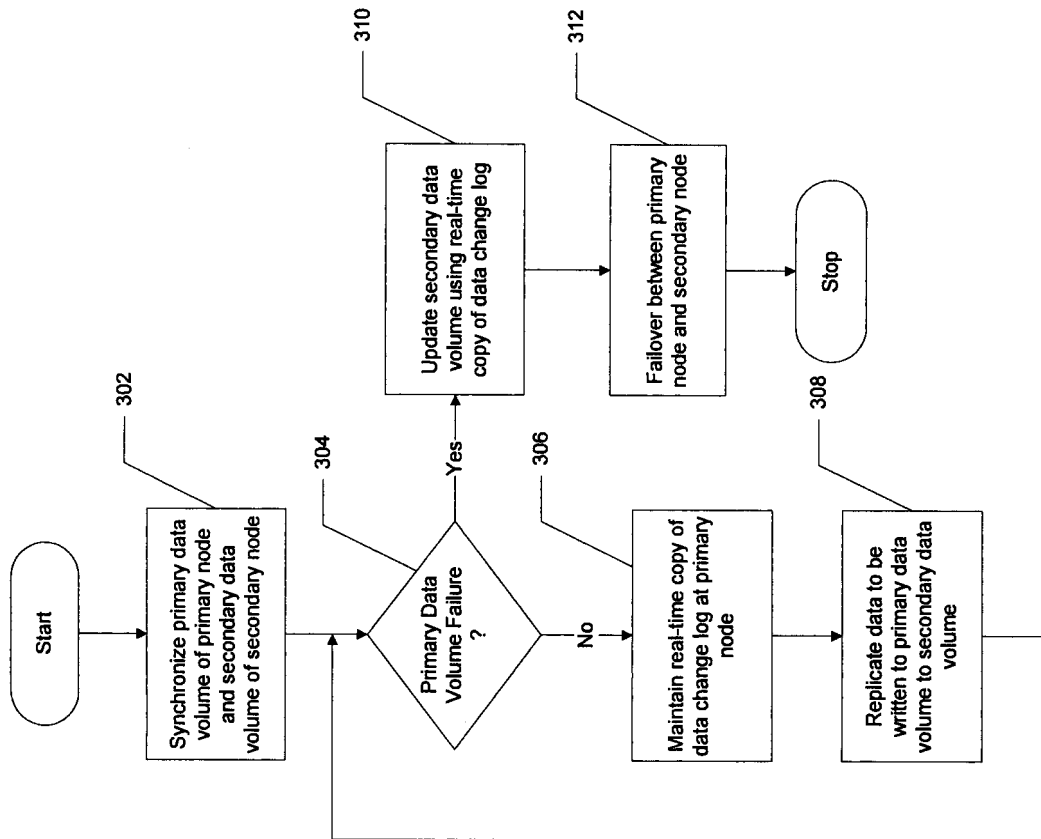 Start
302
Synchronize primary data
volume of primary node
and secondary data
volume of secondary node
304
Primary Data
Volume Failure
?
Yes
No
310
Update secondary data
volume using real-time
copy of data change log
312
Failover between primary
node and secondary node
Stop
306
Maintain real-time copy of
data change log at primary
node
308
Replicate data to be
written to primary data
volume to secondary data
volume